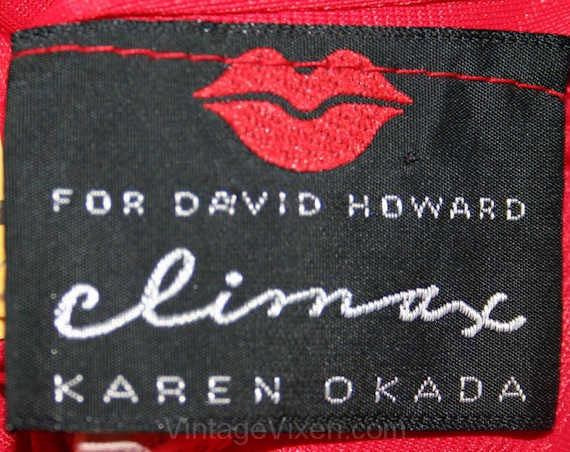 FOR DAVID HOWARD
climax
KAREN OKADA
VintageVixen.com